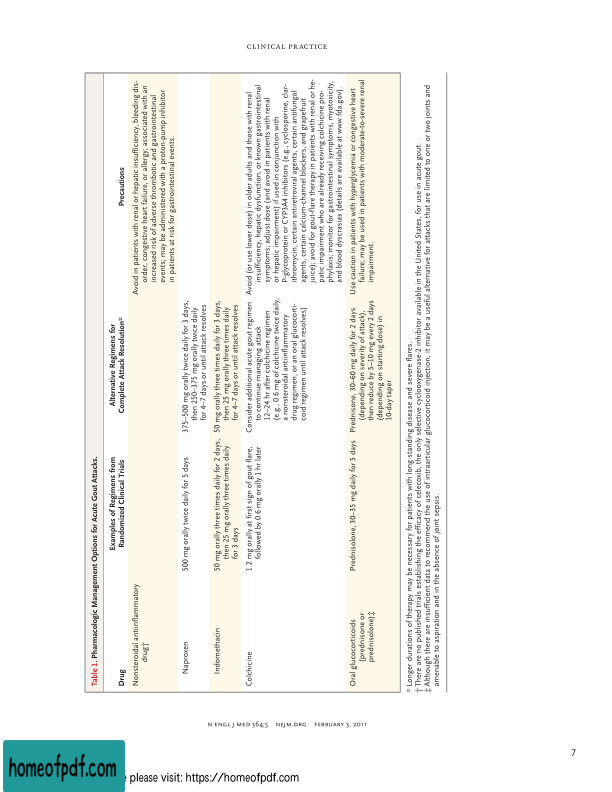 CLINICAL PRACTICE
Table 1. Pharmacologic Management Options for Acute Gout Attacks.
Drug
Examples of Regimens from
Randomized Clinical Trials
Alternative Regimens for
Complete Attack Resolution*
Precautions
Nonsteroidal antiinflammatory
drug†
Avoid in patients with renal or hepatic insufficiency, bleeding dis-
order, congestive heart failure, or allergy; associated with an
increased risk of adverse thrombotic and gastrointestinal
events; may be administered with a proton-pump inhibitor
in patients at risk for gastrointestinal events.
Naproxen
500 mg orally twice daily for 5 days
375–500 mg orally twice daily for 3 days,
then 250–375 mg orally twice daily
for 4–7 days or until attack resolves
Indomethacin
50 mg orally three times daily for 2 days,
then 25 mg orally three times daily
for 3 days
50 mg orally three times daily for 3 days,
then 25 mg orally three times daily
for 4–7 days or until attack resolves
Colchicine
1.2 mg orally at first sign of gout flare,
followed by 0.6 mg orally 1 hr later
Consider additional acute gout regimen
to continue managing attack
12–24 hr after colchicine regimen
(e.g., 0.6 mg of colchicine twice daily,
a nonsteroidal antiinflammatory
drug regimen, or an oral glucocorti-
coid regimen until attack resolves)
Avoid (or use lower dose) in older adults and those with renal
insufficiency, hepatic dysfunction, or known gastrointestinal
symptoms; adjust dose (and avoid in patients with renal
or hepatic impairment) if used in conjunction with
P-glycoprotein or CYP3A4 inhibitors (e.g., cyclosporine, clar-
ithromycin, certain antiretroviral agents, certain antifungal
agents, certain calcium-channel blockers, and grapefruit
juice); avoid for gout-flare therapy in patients with renal or he-
patic impairment who are already receiving colchicine pro-
phylaxis; monitor for gastrointestinal symptoms, myotoxicity,
and blood dyscrasias (details are available at www.fda.gov).
Oral glucocorticoids
(prednisone or
prednisolone)‡
Prednisolone, 30–35 mg daily for 5 days
Prednisone, 30–60 mg daily for 2 days
(depending on severity of attack),
then reduce by 5–10 mg every 2 days
(depending on starting dose) in
10-day taper
Use caution in patients with hyperglycemia or congestive heart
failure; may be used in patients with moderate-to-severe renal
impairment.
* Longer durations of therapy may be necessary for patients with long-standing disease and severe flares.
† There are no published trials establishing the efficacy of celecoxib, the only selective cyclooxygenase-2 inhibitor available in the United States, for use in acute gout.
‡ Although there are insufficient data to recommend the use of intraarticular glucocorticoid injection, it may be a useful alternative for attacks that are limited to one or two joints and
amenable to aspiration and in the absence of joint sepsis.
N ENGL J MED 364;5 NEJM.ORG FEBRUARY 3, 2011
7
homeofpdf.com
please visit: https://homeofpdf.com